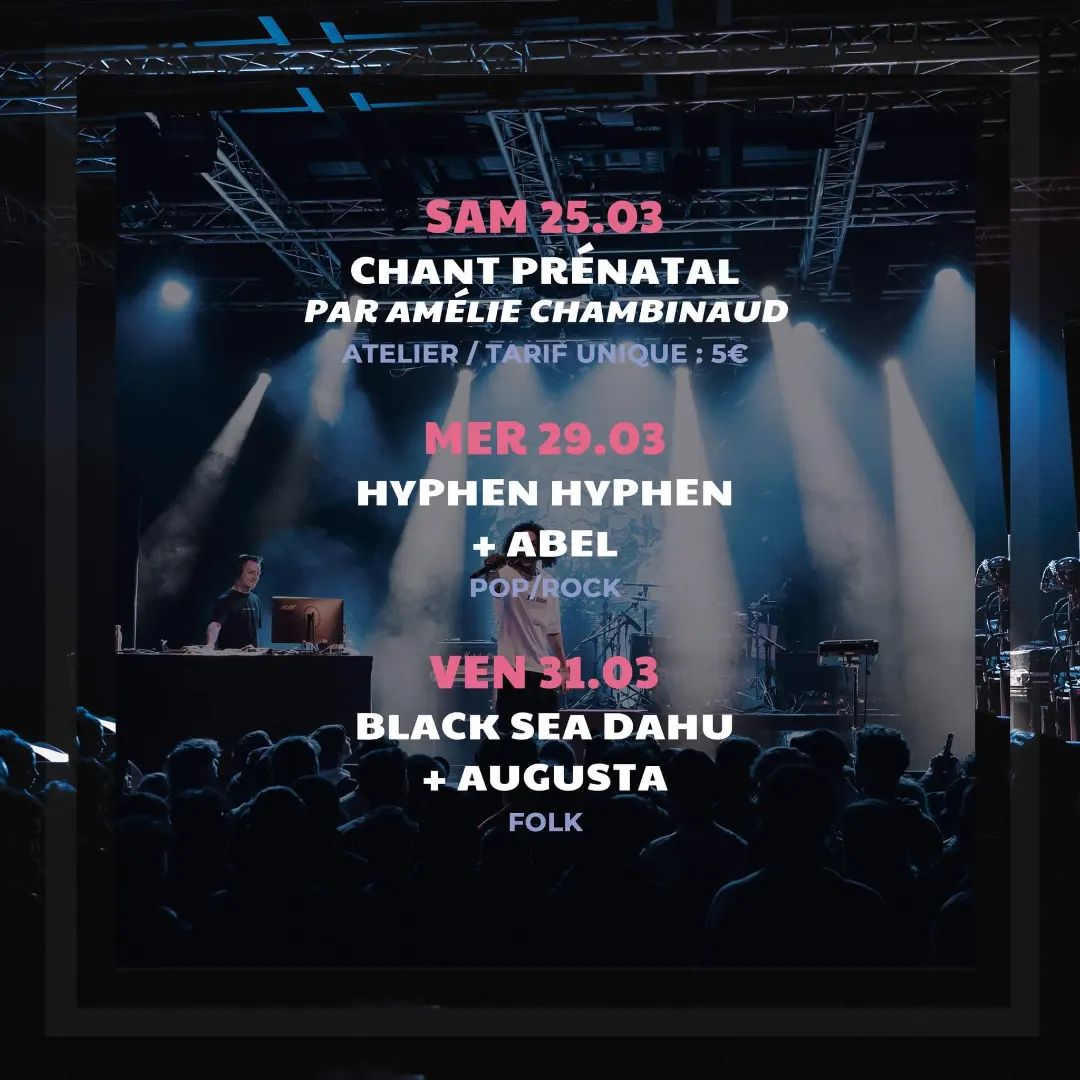 SAM 25.03
CHANT PRÉNATAL
PAR AMÉLIE CHAMBINAUD
ATELIER / TARIF UNIQUE : 5€
MER 29.03
HYPHEN HYPHEN
+ ABEL
POP/ROCK
VEN 31.03
BLACK SEA DAHU
+ AUGUSTA
FOLK
acer